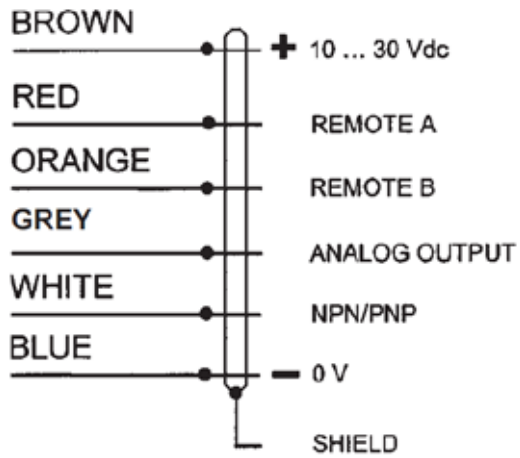 BROWN
+ 10 ... 30 Vdc
RED
REMOTE A
ORANGE
REMOTE B
GREY
ANALOG OUTPUT
WHITE
NPN/PNP
BLUE
− 0 V
SHIELD